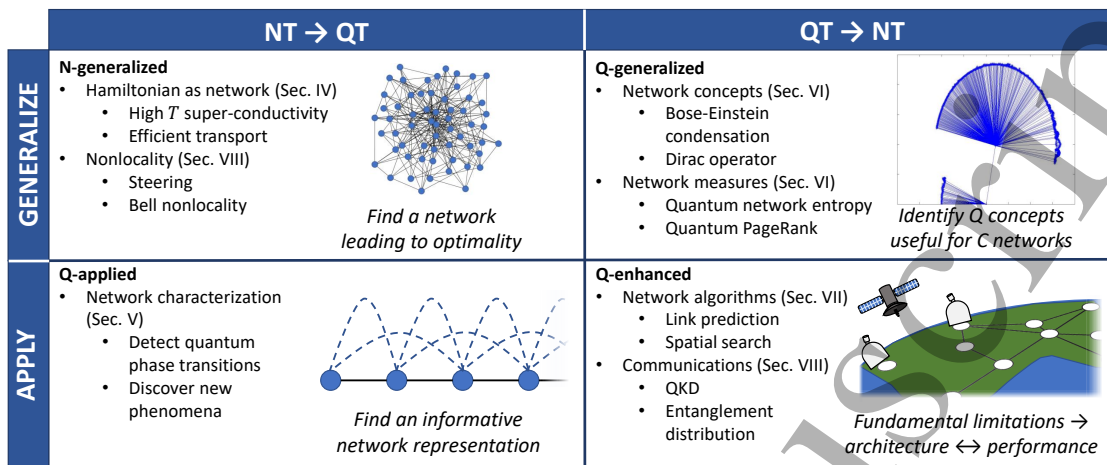 NT → QT
QT → NT
GENERALIZE
N-generalized
• Hamiltonian as network (Sec. IV)
• High T super-conductivity
• Efficient transport
• Nonlocality (Sec. VIII)
• Steering
• Bell nonlocality
Find a network
leading to optimality
Q-generalized
• Network concepts (Sec. VI)
• Bose-Einstein
condensation
• Dirac operator
• Network measures (Sec. VI)
• Quantum network entropy
• Quantum PageRank
Identify Q concepts
useful for C networks
APPLY
Q-applied
• Network characterization
(Sec. V)
• Detect quantum
phase transitions
• Discover new
phenomena
Find an informative
network representation
Q-enhanced
• Network algorithms (Sec. VII)
• Link prediction
• Spatial search
• Communications (Sec. VIII)
• QKD
• Entanglement
distribution
Fundamental limitations →
architecture ↔ performance